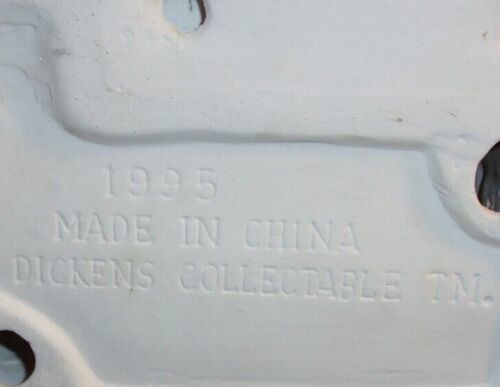 1995
MADE IN CHINA
DICKENS COLLECTABLE TM.